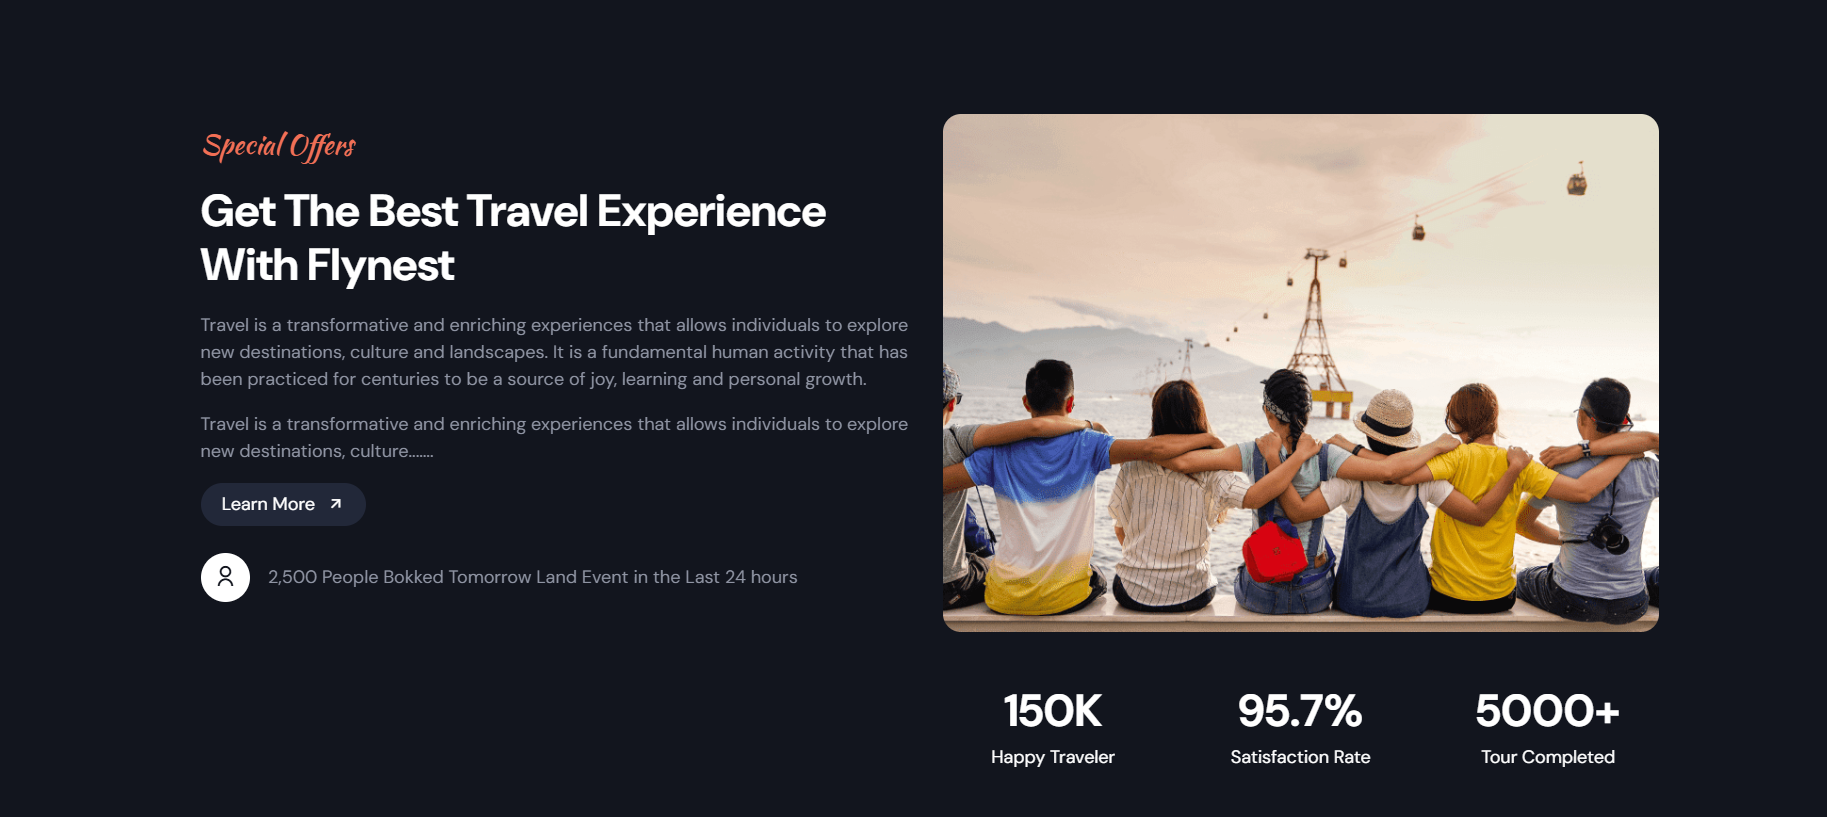 Special Offers
Get The Best Travel Experience
With Flynest
Travel is a transformative and enriching experiences that allows individuals to explore
new destinations, culture and landscapes. It is a fundamental human activity that has
been practiced for centuries to be a source of joy, learning and personal growth.
Travel is a transformative and enriching experiences that allows individuals to explore
new destinations, culture.......
Learn More
2,500 People Bokked Tomorrow Land Event in the Last 24 hours
150K
95.7%
5000+
Happy Traveler
Satisfaction Rate
Tour Completed